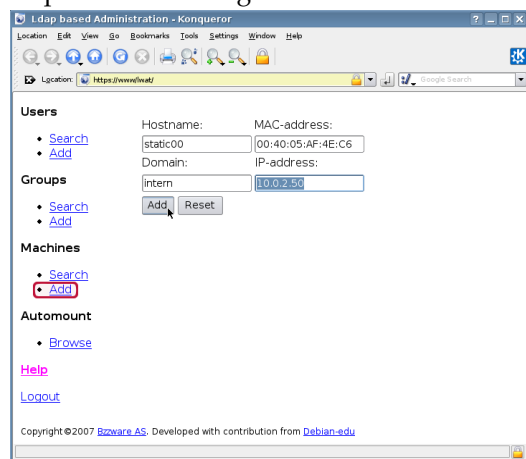 Ldap based Administration - Konqueror
Location Edit View Go Bookmarks Tools Settings Window Help
Location: https://www/lwat/ Google Search
Users
Search
Add
Groups
Search
Add
Machines
Search
Add
Automount
Browse
Help
Logout
Hostname: MAC-address:
static00 00:40:05:AF:4E:C6
Domain: IP-address:
intern 10.0.2.50
Add Reset
Copyright©2007 Bzzware AS. Developed with contribution from Debian-edu